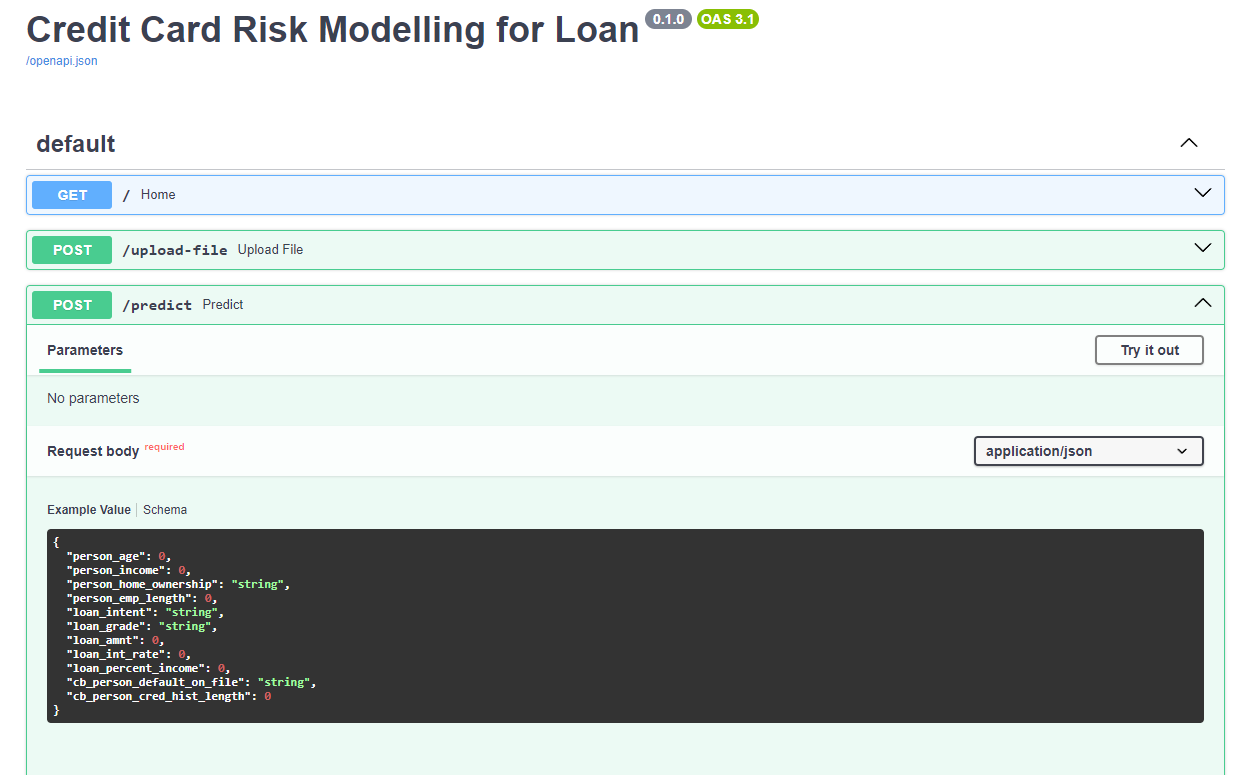 Credit Card Risk Modelling for Loan 0.1.0 OAS 3.1
/openapi.json
default
GET / Home
POST /upload-file Upload File
POST /predict Predict
Parameters Try it out
No parameters
Request body required application/json
Example Value Schema
{
  "person_age": 0,
  "person_income": 0,
  "person_home_ownership": "string",
  "person_emp_length": 0,
  "loan_intent": "string",
  "loan_grade": "string",
  "loan_amnt": 0,
  "loan_int_rate": 0,
  "loan_percent_income": 0,
  "cb_person_default_on_file": "string",
  "cb_person_cred_hist_length": 0
}